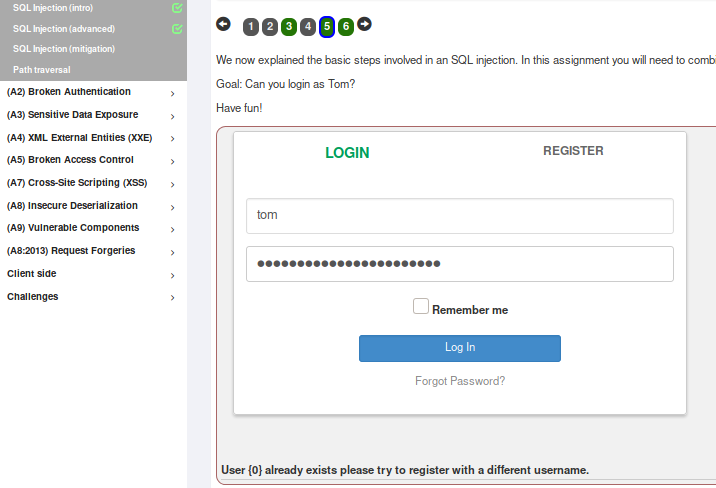 SQL Injection (intro)
SQL Injection (advanced)
SQL Injection (mitigation)
Path traversal
(A2) Broken Authentication
(A3) Sensitive Data Exposure
(A4) XML External Entities (XXE)
(A5) Broken Access Control
(A7) Cross-Site Scripting (XSS)
(A8) Insecure Deserialization
(A9) Vulnerable Components
(A8:2013) Request Forgeries
Client side
Challenges
1 2 3 4 5 6
We now explained the basic steps involved in an SQL injection. In this assignment you will need to combi
Goal: Can you login as Tom?
Have fun!
LOGIN REGISTER
tom
Remember me
Log In
Forgot Password?
User {0} already exists please try to register with a different username.